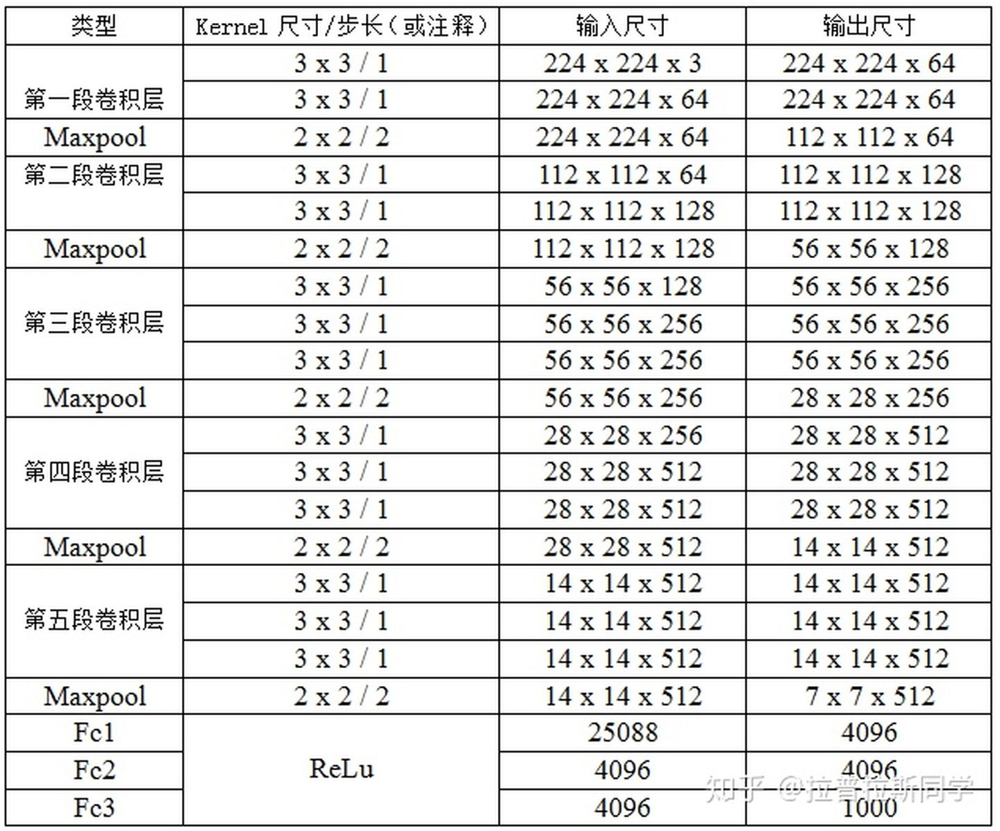 类型 Kernel 尺寸/步长(或注释) 输入尺寸 输出尺寸
第一段卷积层 3 x 3 / 1 224 x 224 x 3 224 x 224 x 64
3 x 3 / 1 224 x 224 x 64 224 x 224 x 64
Maxpool 2 x 2 / 2 224 x 224 x 64 112 x 112 x 64
第二段卷积层 3 x 3 / 1 112 x 112 x 64 112 x 112 x 128
3 x 3 / 1 112 x 112 x 128 112 x 112 x 128
Maxpool 2 x 2 / 2 112 x 112 x 128 56 x 56 x 128
第三段卷积层 3 x 3 / 1 56 x 56 x 128 56 x 56 x 256
3 x 3 / 1 56 x 56 x 256 56 x 56 x 256
3 x 3 / 1 56 x 56 x 256 56 x 56 x 256
Maxpool 2 x 2 / 2 56 x 56 x 256 28 x 28 x 256
第四段卷积层 3 x 3 / 1 28 x 28 x 256 28 x 28 x 512
3 x 3 / 1 28 x 28 x 512 28 x 28 x 512
3 x 3 / 1 28 x 28 x 512 28 x 28 x 512
Maxpool 2 x 2 / 2 28 x 28 x 512 14 x 14 x 512
第五段卷积层 3 x 3 / 1 14 x 14 x 512 14 x 14 x 512
3 x 3 / 1 14 x 14 x 512 14 x 14 x 512
3 x 3 / 1 14 x 14 x 512 14 x 14 x 512
Maxpool 2 x 2 / 2 14 x 14 x 512 7 x 7 x 512
Fc1 ReLu 25088 4096
Fc2 4096 4096
Fc3 4096 1000
知乎 @拉普拉斯同学